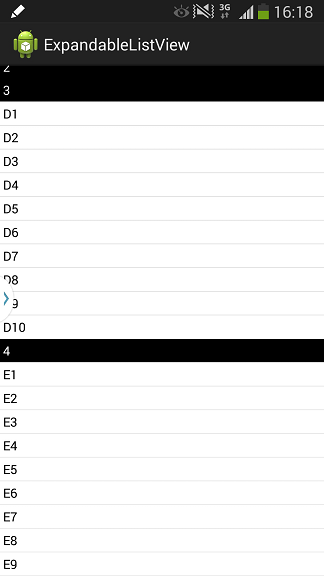 3G 16:18
ExpandableListView
2
3
D1
D2
D3
D4
D5
D6
D7
D8
9
D10
4
E1
E2
E3
E4
E5
E6
E7
E8
E9